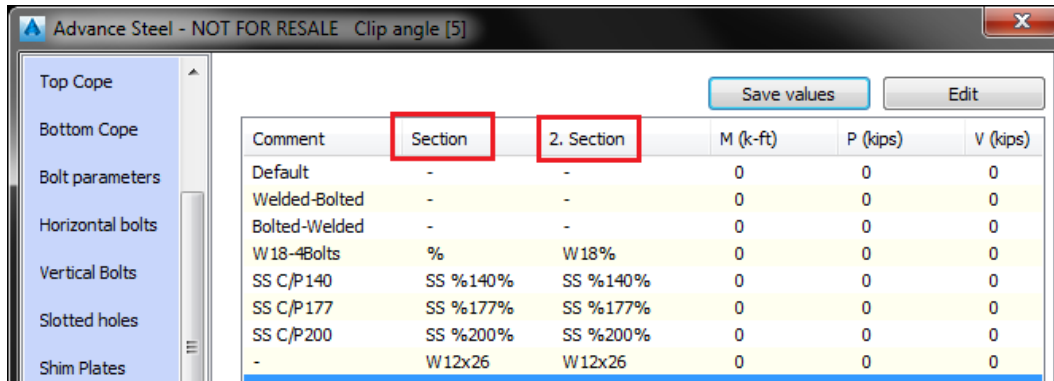 Advance Steel - NOT FOR RESALE Clip angle [5]
Top Cope
Bottom Cope
Bolt parameters
Horizontal bolts
Vertical Bolts
Slotted holes
Shim Plates
Save values Edit
Comment Section 2. Section M (k-ft) P (kips) V (kips)
Default - - 0 0 0
Welded-Bolted - - 0 0 0
Bolted-Welded - - 0 0 0
W18-4Bolts % W18% 0 0 0
SS C/P140 SS %140% SS %140% 0 0 0
SS C/P177 SS %177% SS %177% 0 0 0
SS C/P200 SS %200% SS %200% 0 0 0
- W12x26 W12x26 0 0 0